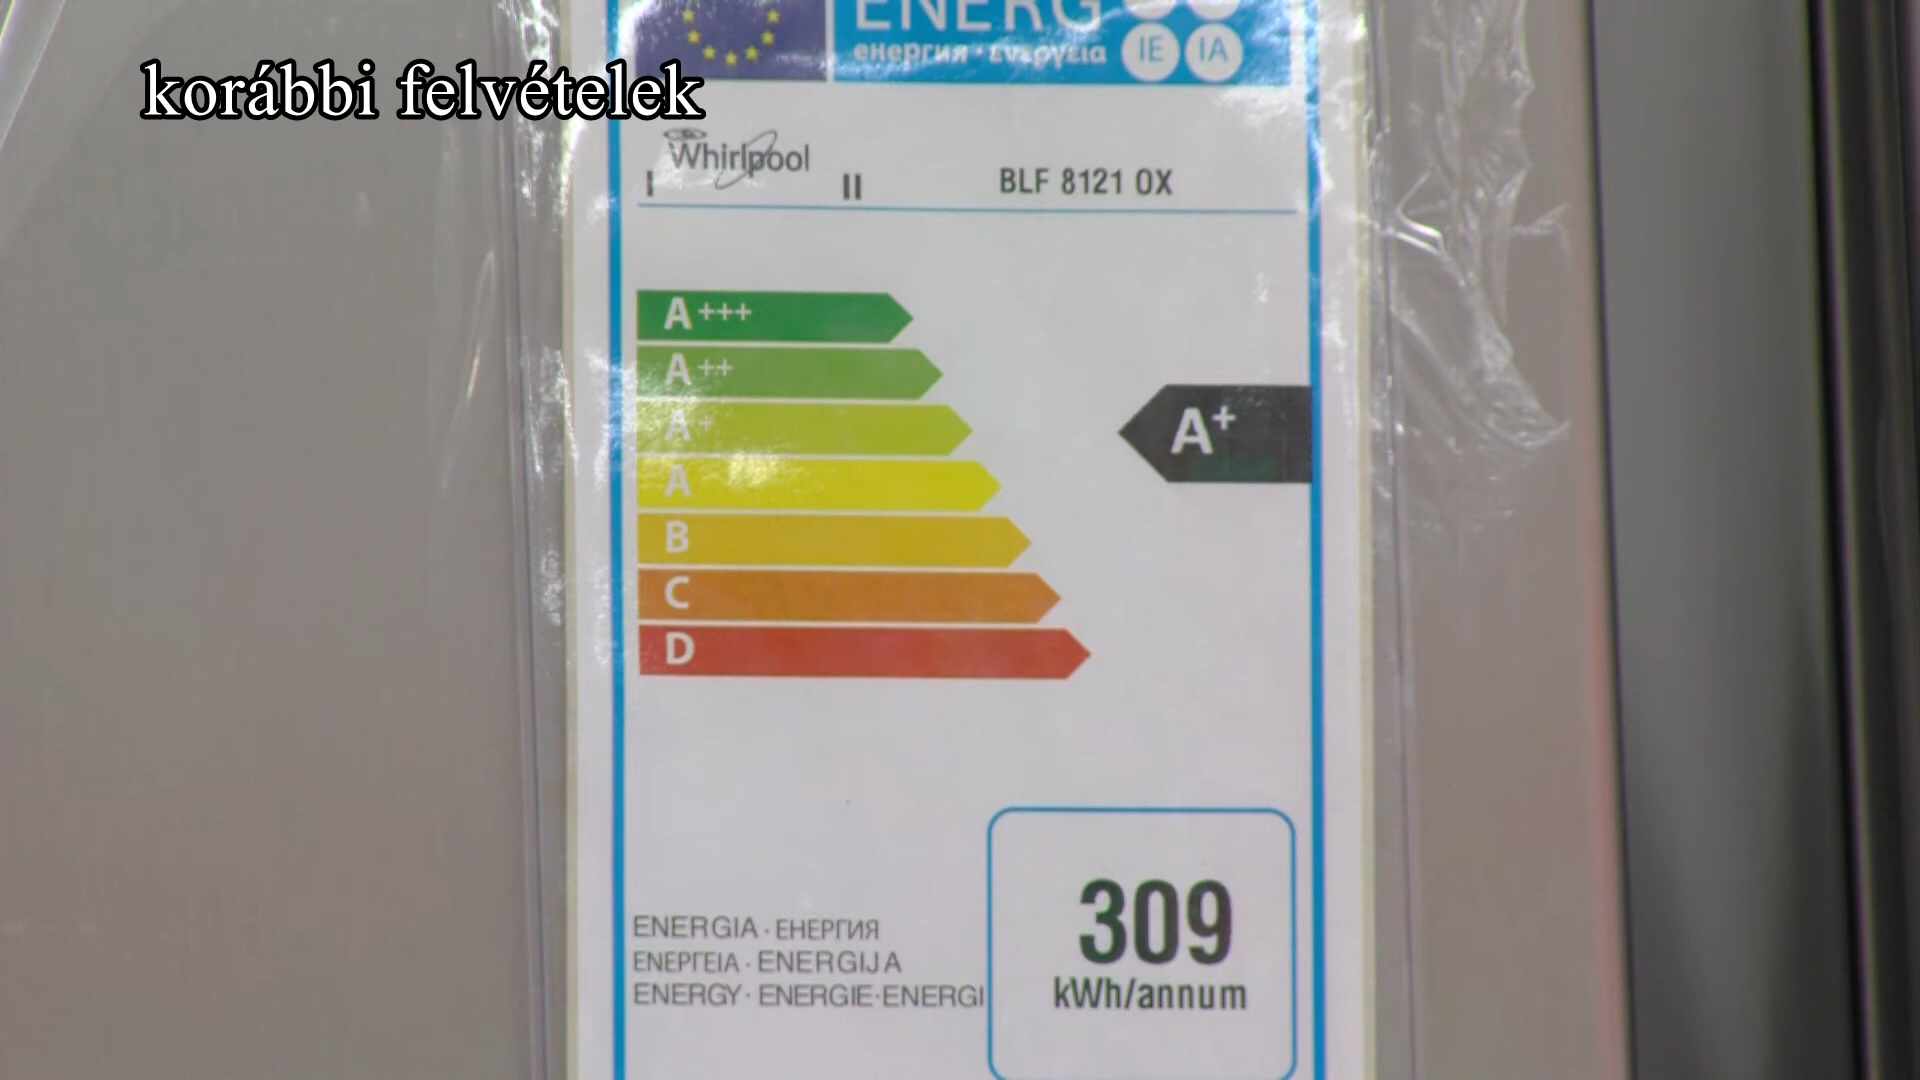 ENERG
енергия · ενεργεια
IE IA
korábbi felvételek
Whirlpool
I II BLF 8121 OX
A+++
A++
A+
A
B
C
D
A+
309
kWh/annum
ENERGIA · ЕНЕРГИЯ
ΕΝΕΡΓΕΙΑ · ENERGIJA
ENERGY · ENERGIE · ENERGI